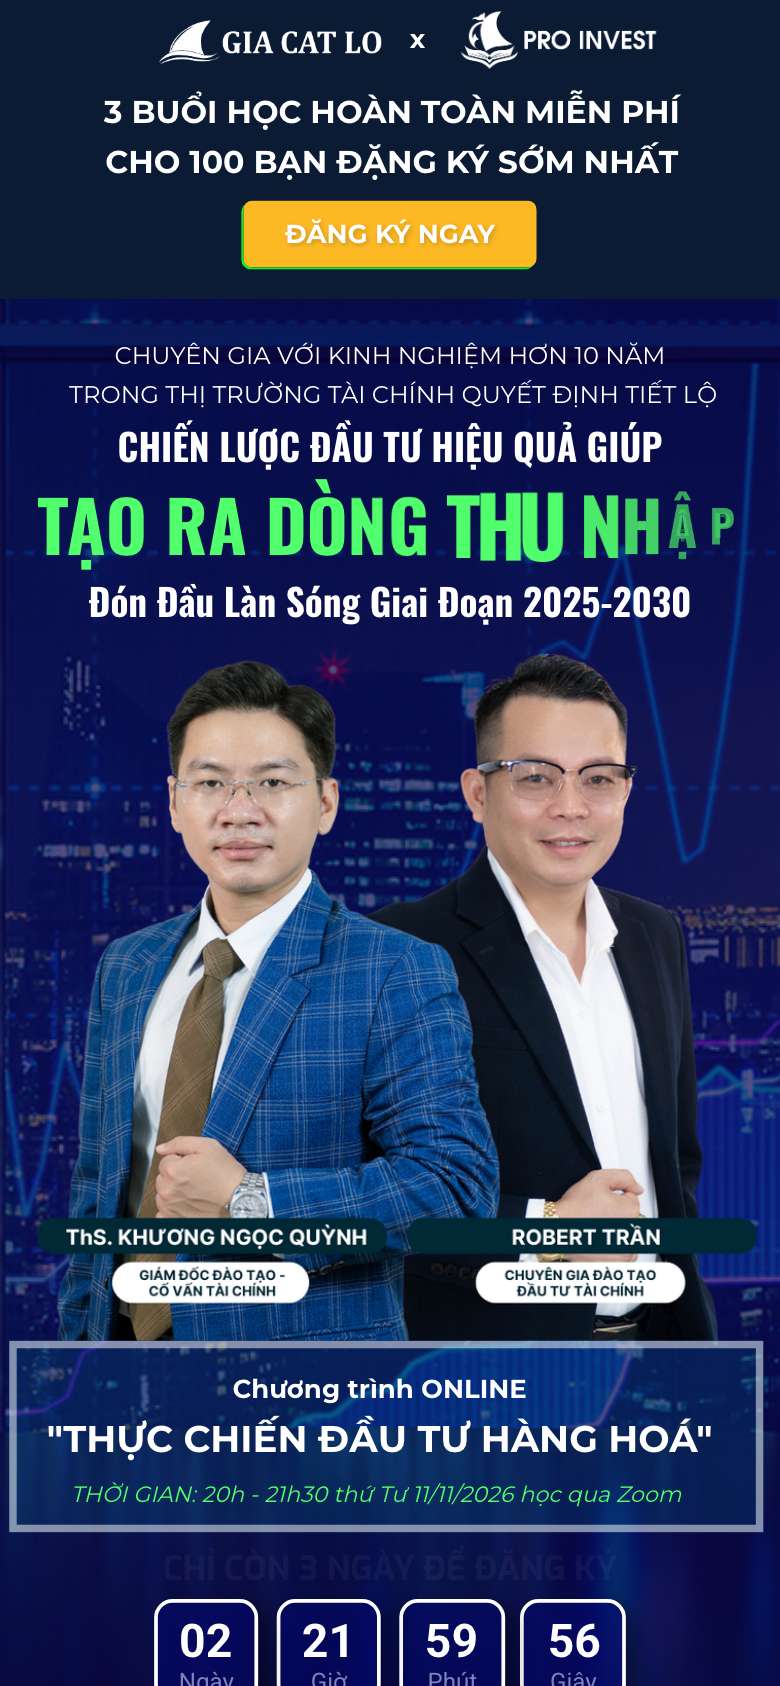 GIA CAT LO x PRO INVEST
3 BUỔI HỌC HOÀN TOÀN MIỄN PHÍ
CHO 100 BẠN ĐĂNG KÝ SỚM NHẤT
ĐĂNG KÝ NGAY
CHUYÊN GIA VỚI KINH NGHIỆM HƠN 10 NĂM
TRONG THỊ TRƯỜNG TÀI CHÍNH QUYẾT ĐỊNH TIẾT LỘ
CHIẾN LƯỢC ĐẦU TƯ HIỆU QUẢ GIÚP
TẠO RA DÒNG THU NHẬP
Đón Đầu Làn Sóng Giai Đoạn 2025-2030
ThS. KHƯƠNG NGỌC QUỲNH
GIÁM ĐỐC ĐÀO TẠO -
CỐ VẤN TÀI CHÍNH
ROBERT TRẦN
CHUYÊN GIA ĐÀO TẠO
ĐẦU TƯ TÀI CHÍNH
Chương trình ONLINE
"THỰC CHIẾN ĐẦU TƯ HÀNG HOÁ"
THỜI GIAN: 20h - 21h30 thứ Tư 11/11/2026 học qua Zoom
CHỈ CÒN 3 NGÀY ĐỂ ĐĂNG KÝ
02 21 59 56
Ngày Giờ Phút Giây